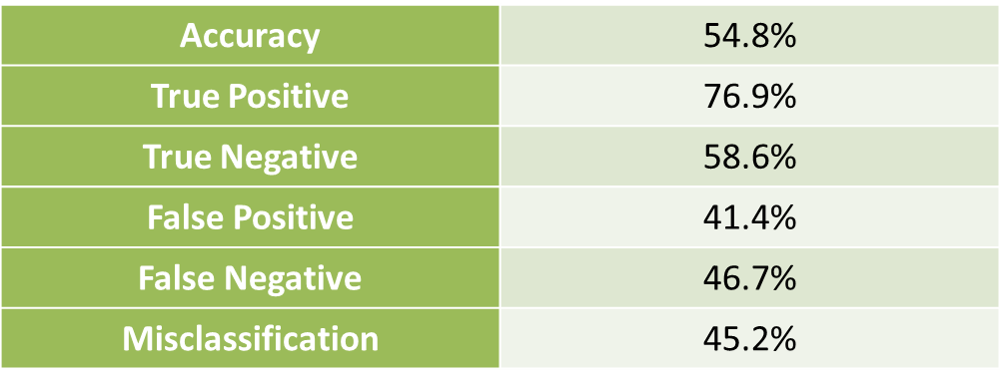 Accuracy 54.8%
True Positive 76.9%
True Negative 58.6%
False Positive 41.4%
False Negative 46.7%
Misclassification 45.2%